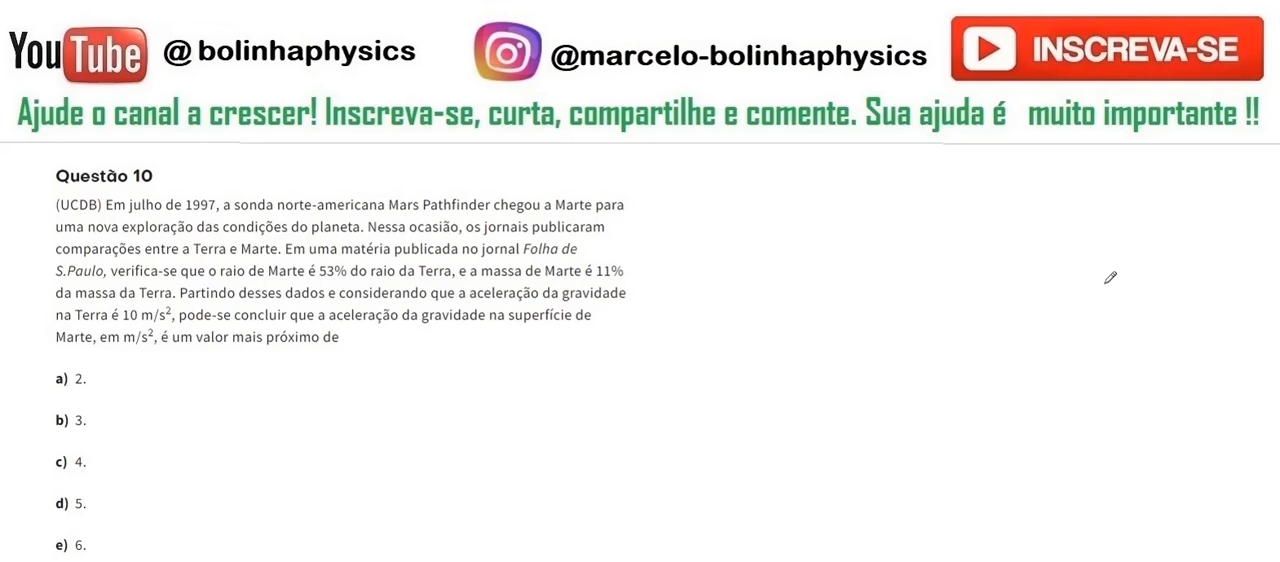 YouTube @bolinhaphysics @marcelo-bolinhaphysics INSCREVA-SE
Ajude o canal a crescer! Inscreva-se, curta, compartilhe e comente. Sua ajuda é muito importante !!
Questão 10
(UCDB) Em julho de 1997, a sonda norte-americana Mars Pathfinder chegou a Marte para
uma nova exploração das condições do planeta. Nessa ocasião, os jornais publicaram
comparações entre a Terra e Marte. Em uma matéria publicada no jornal Folha de
S.Paulo, verifica-se que o raio de Marte é 53% do raio da Terra, e a massa de Marte é 11%
da massa da Terra. Partindo desses dados e considerando que a aceleração da gravidade
na Terra é 10 m/s², pode-se concluir que a aceleração da gravidade na superfície de
Marte, em m/s², é um valor mais próximo de
a) 2.
b) 3.
c) 4.
d) 5.
e) 6.